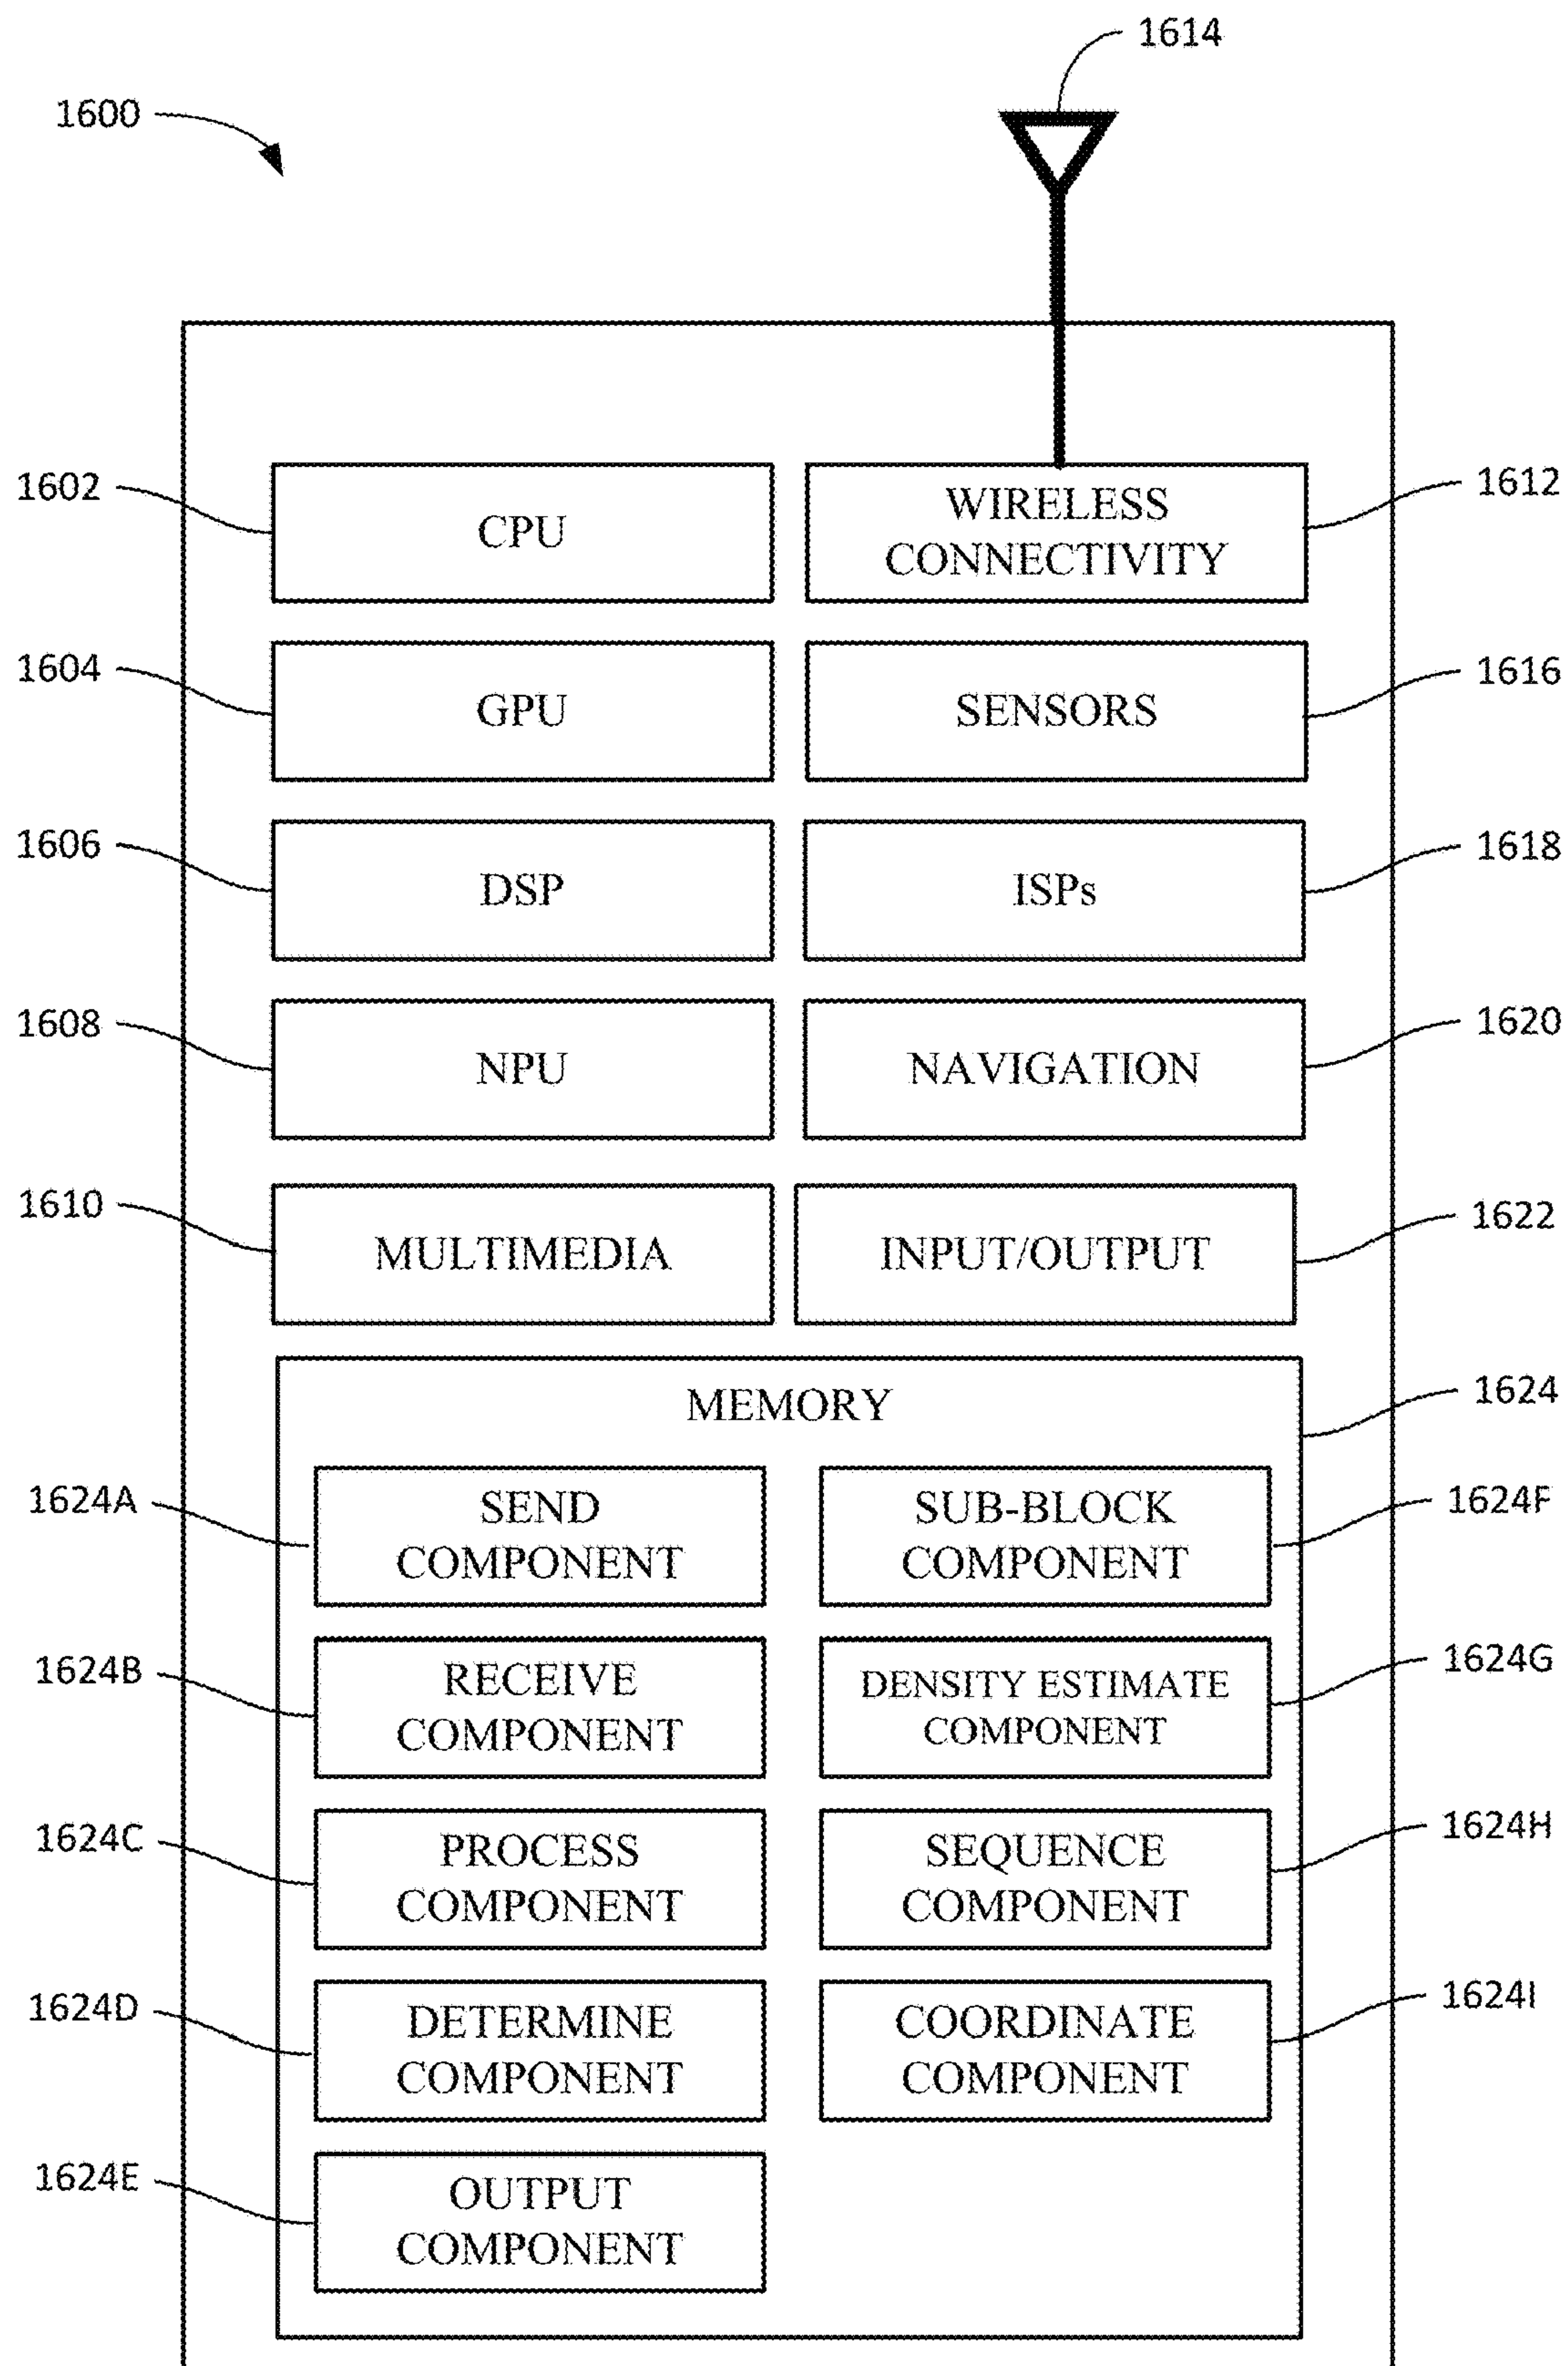 1614
1600
1602
CPU
WIRELESS
CONNECTIVITY
1612
1604
GPU
SENSORS
1616
1606
DSP
ISPs
1618
1608
NPU
NAVIGATION
1620
1610
MULTIMEDIA
INPUT/OUTPUT
1622
MEMORY
1624
1624A
SEND
COMPONENT
SUB-BLOCK
COMPONENT
1624F
1624B
RECEIVE
COMPONENT
DENSITY ESTIMATE
COMPONENT
1624G
1624C
PROCESS
COMPONENT
SEQUENCE
COMPONENT
1624H
1624D
DETERMINE
COMPONENT
COORDINATE
COMPONENT
1624I
1624E
OUTPUT
COMPONENT